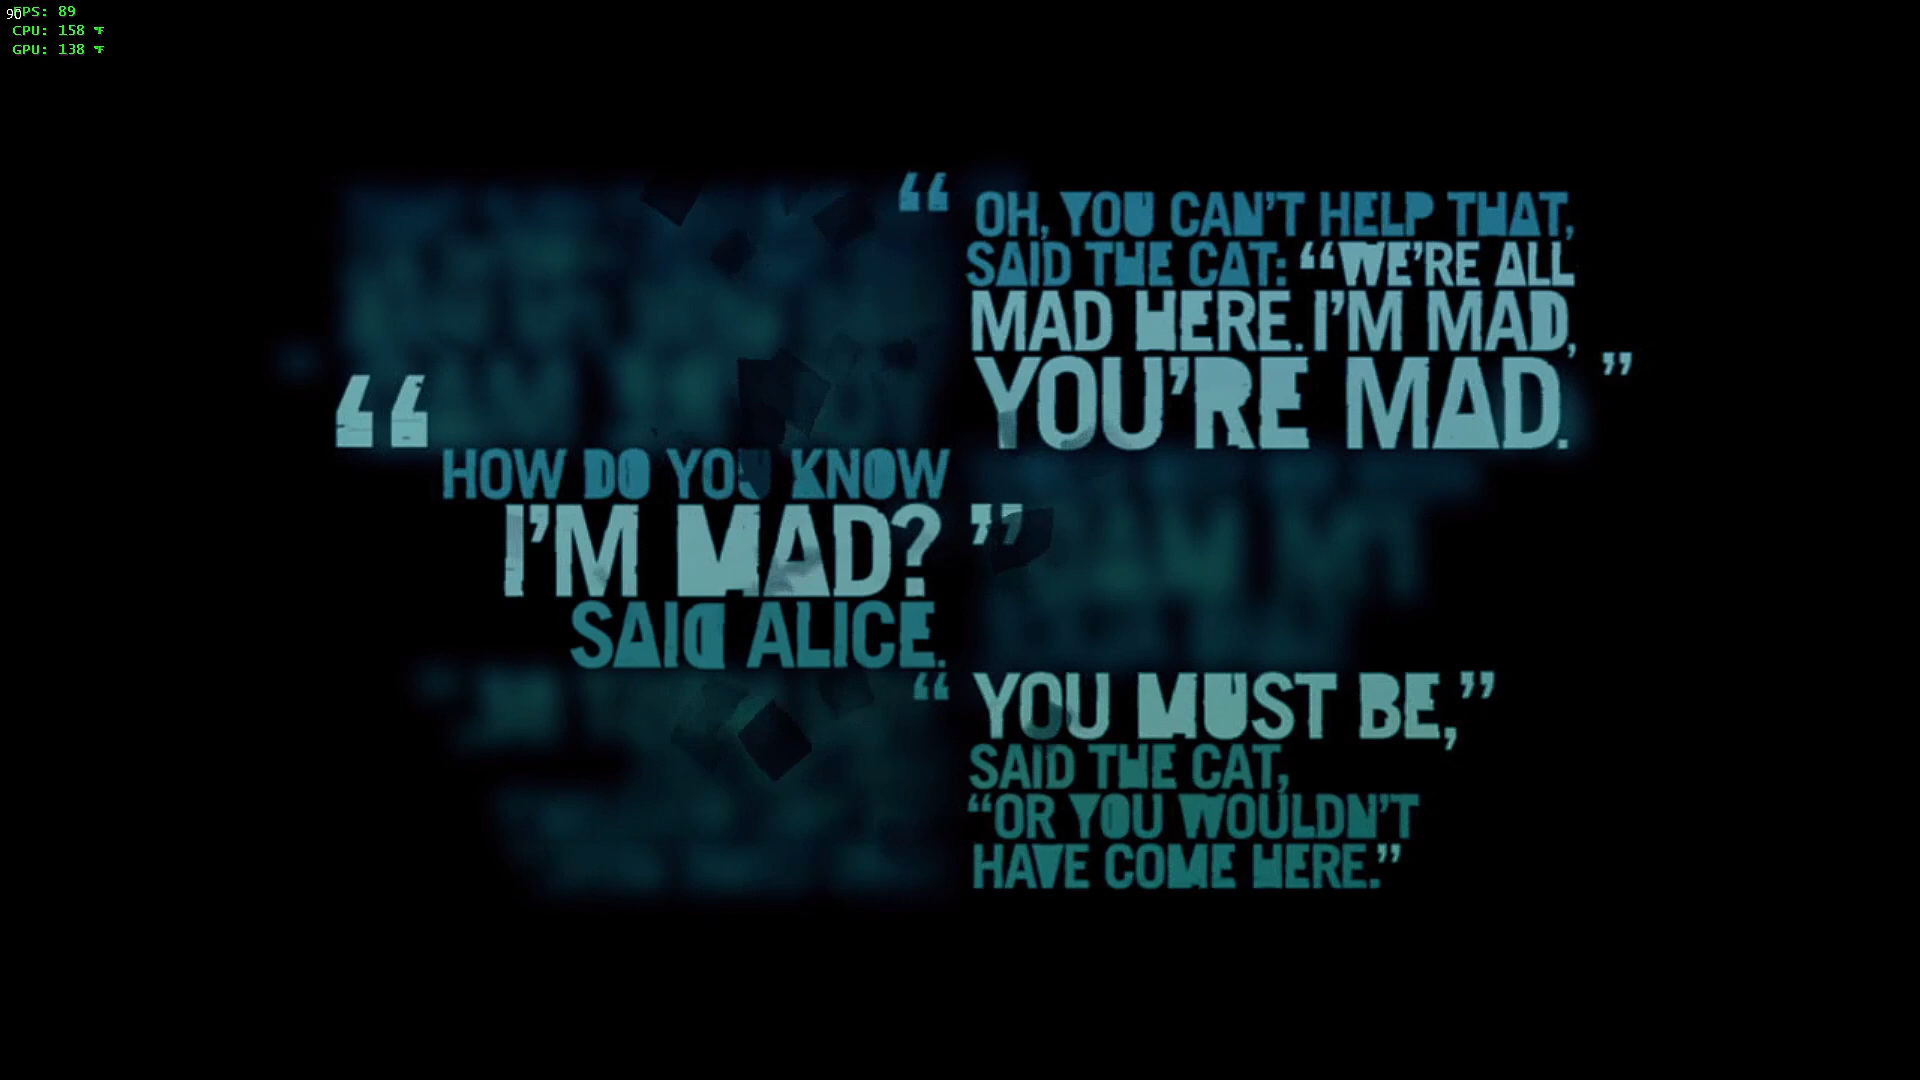 90
FPS: 89
CPU: 158 °F
GPU: 138 °F
“ OH, YOU CAN’T HELP THAT,
SAID THE CAT: “WE’RE ALL
MAD HERE. I’M MAD,
YOU’RE MAD. ”
“ HOW DO YOU KNOW
I’M MAD? ”
SAID ALICE.
“ YOU MUST BE,”
SAID THE CAT,
“OR YOU WOULDN’T
HAVE COME HERE.”